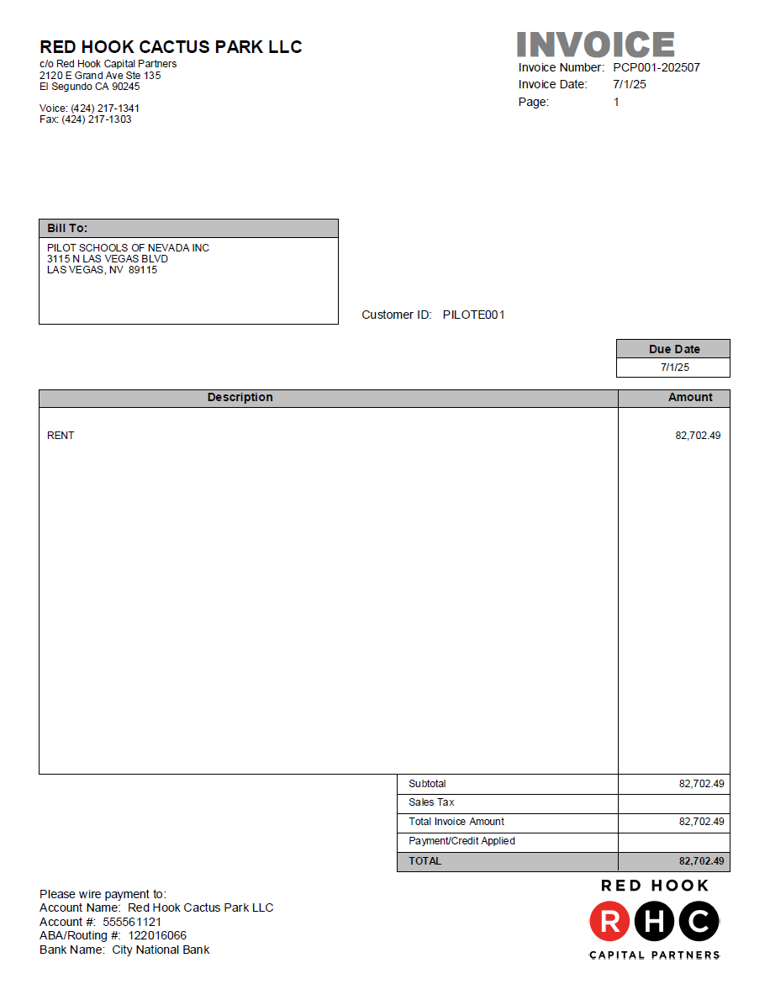 RED HOOK CACTUS PARK LLC
c/o Red Hook Capital Partners
2120 E Grand Ave Ste 135
El Segundo CA 90245
Voice: (424) 217-1341
Fax: (424) 217-1303
INVOICE
Invoice Number: PCP001-202507
Invoice Date: 7/1/25
Page: 1
Bill To:
PILOT SCHOOLS OF NEVADA INC
3115 N LAS VEGAS BLVD
LAS VEGAS, NV 89115
Customer ID: PILOTE001
Due Date
7/1/25
Description Amount
RENT 82,702.49
Subtotal 82,702.49
Sales Tax
Total Invoice Amount 82,702.49
Payment/Credit Applied
TOTAL 82,702.49
Please wire payment to:
Account Name: Red Hook Cactus Park LLC
Account #: 555561121
ABA/Routing #: 122016066
Bank Name: City National Bank
RED HOOK
RHC
CAPITAL PARTNERS